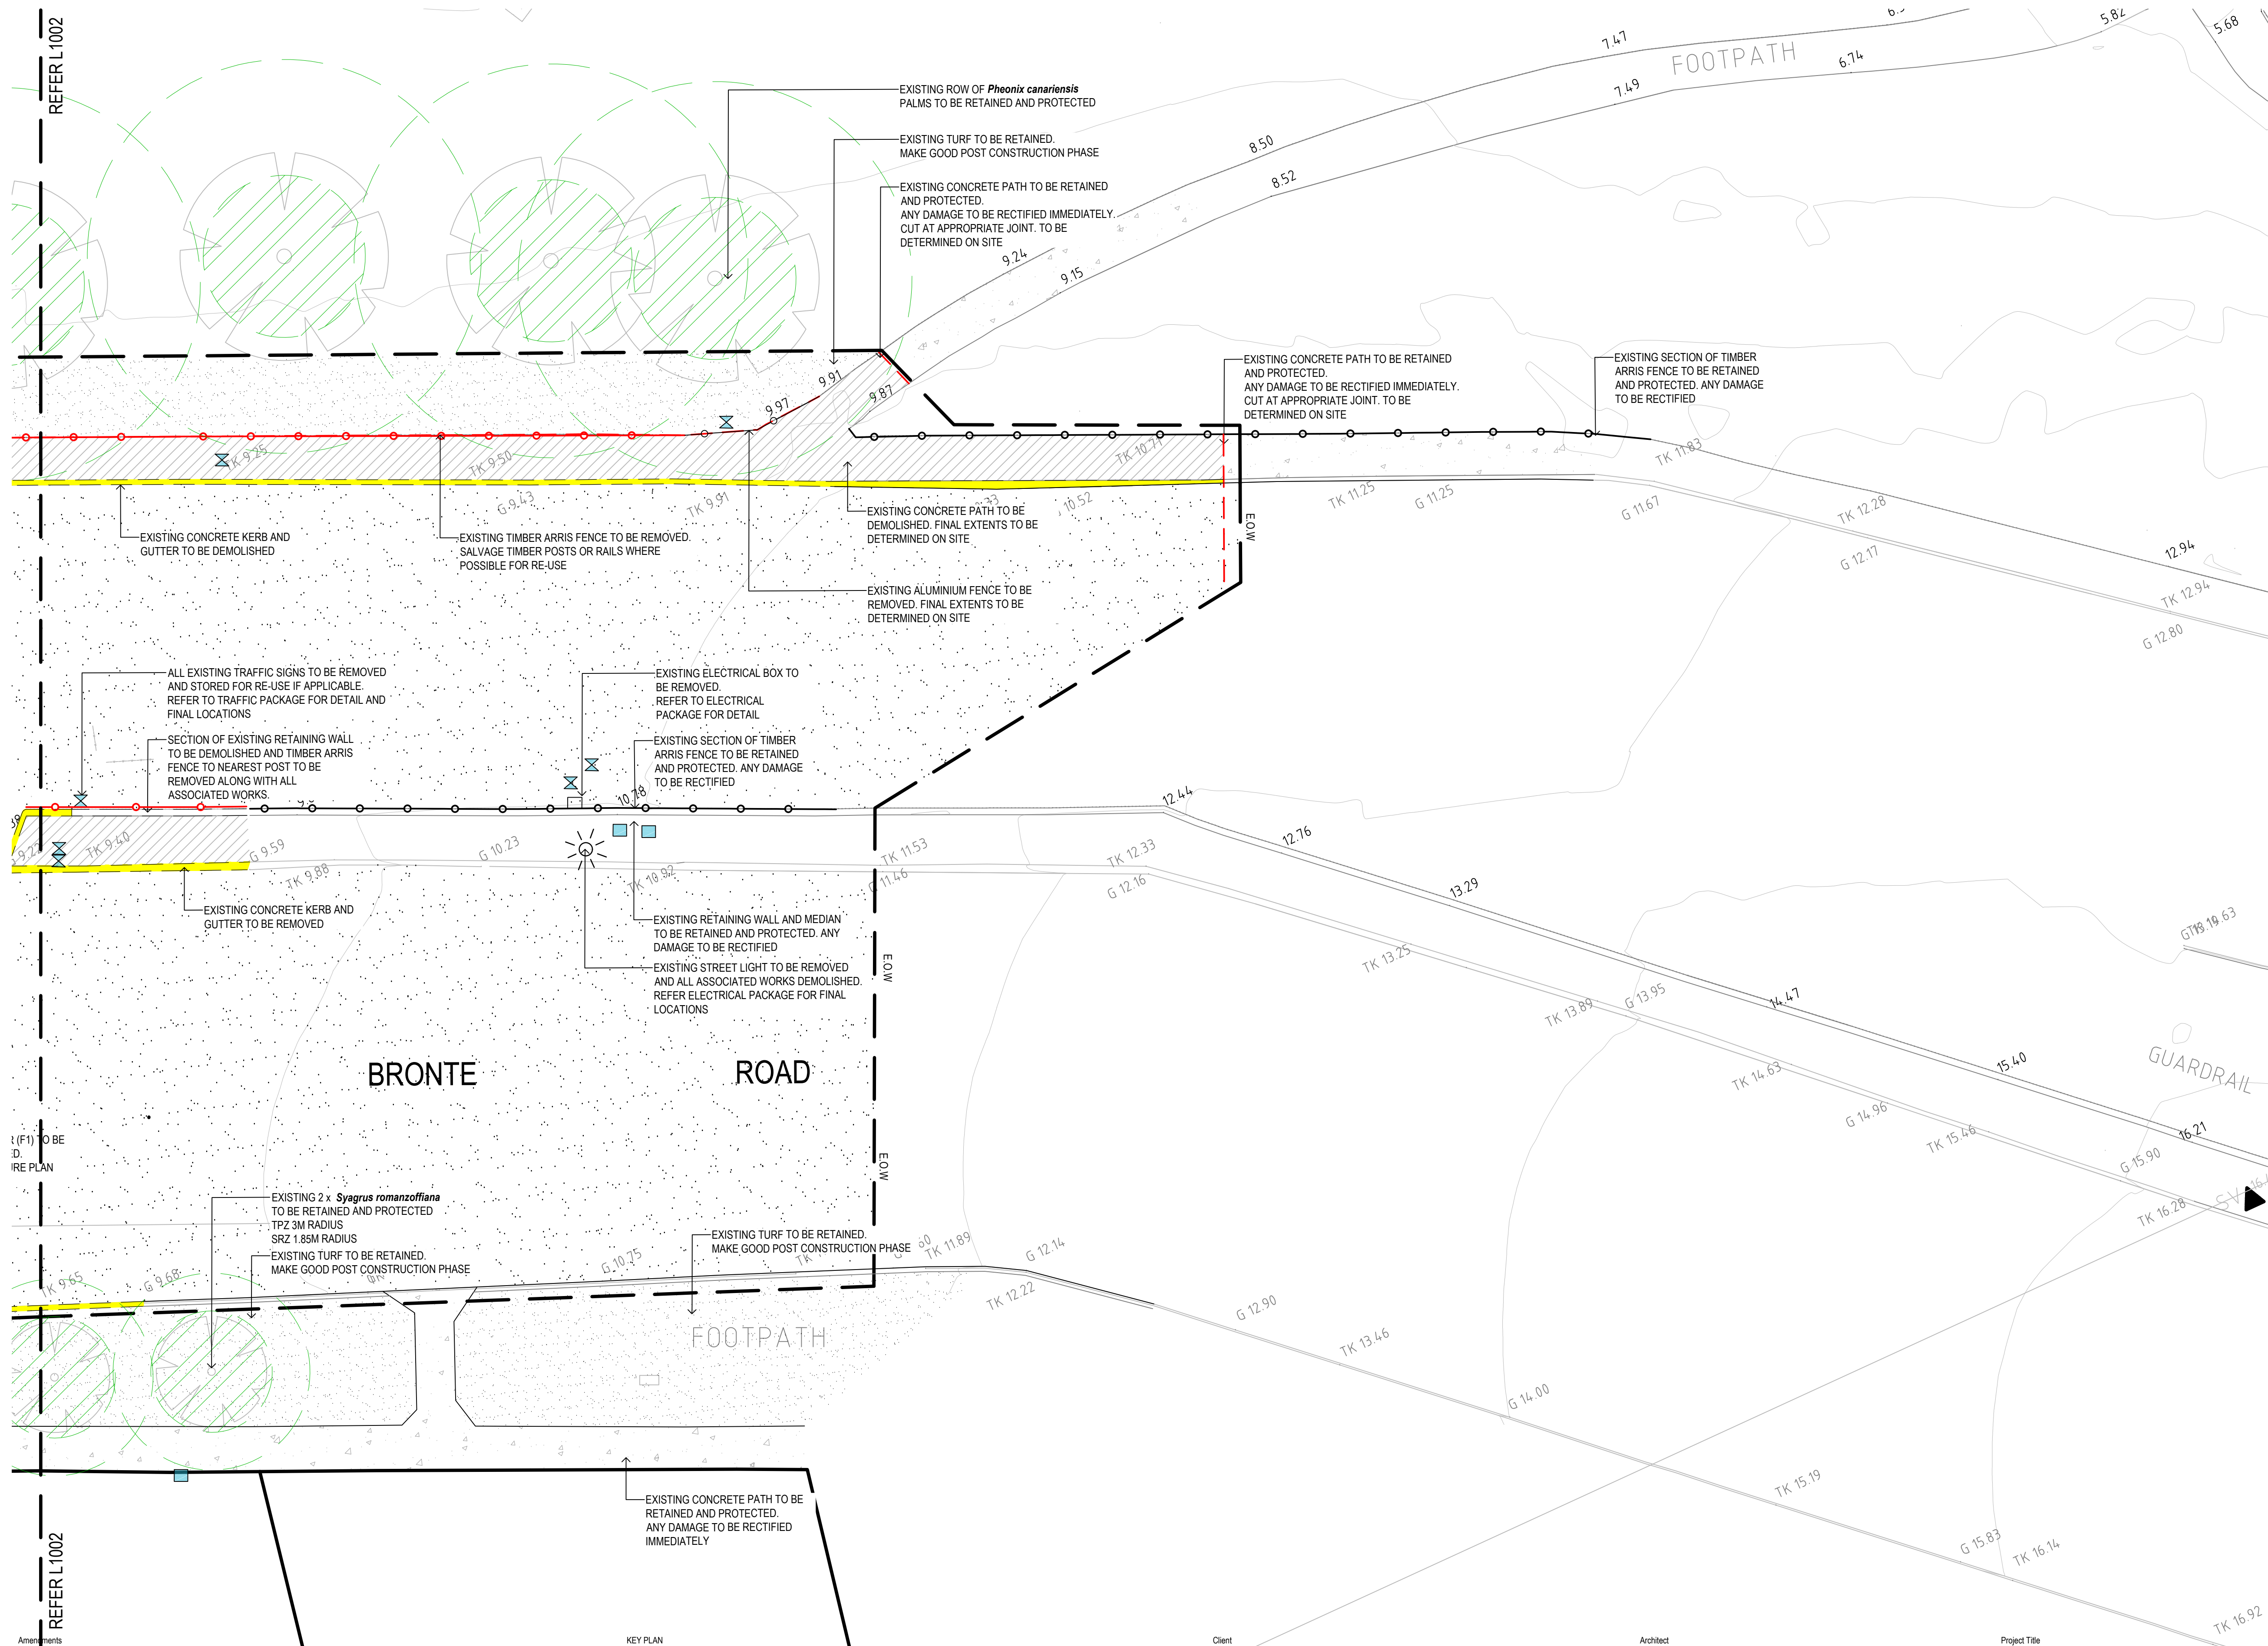 REFER L1002
EXISTING ROW OF Pheonix canariensis
PALMS TO BE RETAINED AND PROTECTED
EXISTING TURF TO BE RETAINED.
MAKE GOOD POST CONSTRUCTION PHASE
EXISTING CONCRETE PATH TO BE RETAINED
AND PROTECTED.
ANY DAMAGE TO BE RECTIFIED IMMEDIATELY.
CUT AT APPROPRIATE JOINT. TO BE
DETERMINED ON SITE
7.47
FOOTPATH
6.74
7.49
5.82
5.68
8.50
8.52
9.24
9.15
9.91
9.87
9.97
EXISTING CONCRETE PATH TO BE RETAINED
AND PROTECTED.
ANY DAMAGE TO BE RECTIFIED IMMEDIATELY.
CUT AT APPROPRIATE JOINT. TO BE
DETERMINED ON SITE
EXISTING SECTION OF TIMBER
ARRIS FENCE TO BE RETAINED
AND PROTECTED. ANY DAMAGE
TO BE RECTIFIED
TK 9.25
TK 9.50
TK 10.71
TK 11.83
G 9.43
TK 9.91
10.52
TK 11.25
G 11.25
G 11.67
TK 12.28
G 12.17
12.94
TK 12.94
G 12.80
EXISTING CONCRETE KERB AND
GUTTER TO BE DEMOLISHED
EXISTING TIMBER ARRIS FENCE TO BE REMOVED.
SALVAGE TIMBER POSTS OR RAILS WHERE
POSSIBLE FOR RE-USE
EXISTING CONCRETE PATH TO BE
DEMOLISHED. FINAL EXTENTS TO BE
DETERMINED ON SITE
E.O.W
EXISTING ALUMINIUM FENCE TO BE
REMOVED. FINAL EXTENTS TO BE
DETERMINED ON SITE
ALL EXISTING TRAFFIC SIGNS TO BE REMOVED
AND STORED FOR RE-USE IF APPLICABLE.
REFER TO TRAFFIC PACKAGE FOR DETAIL AND
FINAL LOCATIONS
SECTION OF EXISTING RETAINING WALL
TO BE DEMOLISHED AND TIMBER ARRIS
FENCE TO NEAREST POST TO BE
REMOVED ALONG WITH ALL
ASSOCIATED WORKS.
EXISTING ELECTRICAL BOX TO
BE REMOVED.
REFER TO ELECTRICAL
PACKAGE FOR DETAIL
EXISTING SECTION OF TIMBER
ARRIS FENCE TO BE RETAINED
AND PROTECTED. ANY DAMAGE
TO BE RECTIFIED
10.78
12.44
12.76
TK 9.40
G 9.59
TK 9.88
G 10.23
TK 10.92
TK 11.53
G 11.46
TK 12.33
G 12.16
13.29
TK 13.25
TK 13.89
G 13.95
14.47
TK 14.63
15.40
GUARDRAIL
G 14.96
TK 15.46
16.21
G 15.90
TK 16.28
SV
EXISTING CONCRETE KERB AND
GUTTER TO BE REMOVED
EXISTING RETAINING WALL AND MEDIAN
TO BE RETAINED AND PROTECTED. ANY
DAMAGE TO BE RECTIFIED
EXISTING STREET LIGHT TO BE REMOVED
AND ALL ASSOCIATED WORKS DEMOLISHED.
REFER ELECTRICAL PACKAGE FOR FINAL
LOCATIONS
E.O.W
BRONTE ROAD
(F1) TO BE
ED.
URE PLAN
E.O.W
EXISTING 2 x Syagrus romanzoffiana
TO BE RETAINED AND PROTECTED
TPZ 3M RADIUS
SRZ 1.85M RADIUS
EXISTING TURF TO BE RETAINED.
MAKE GOOD POST CONSTRUCTION PHASE
EXISTING TURF TO BE RETAINED.
MAKE GOOD POST CONSTRUCTION PHASE
TK 9.65
G 9.68
G 10.75
TK 11.89
G 12.14
TK 12.22
G 12.90
TK 13.46
G 14.00
TK 15.19
G 15.83
TK 16.14
TK 16.92
FOOTPATH
EXISTING CONCRETE PATH TO BE
RETAINED AND PROTECTED.
ANY DAMAGE TO BE RECTIFIED
IMMEDIATELY
REFER L1002
Amendments
KEY PLAN
Client
Architect
Project Title